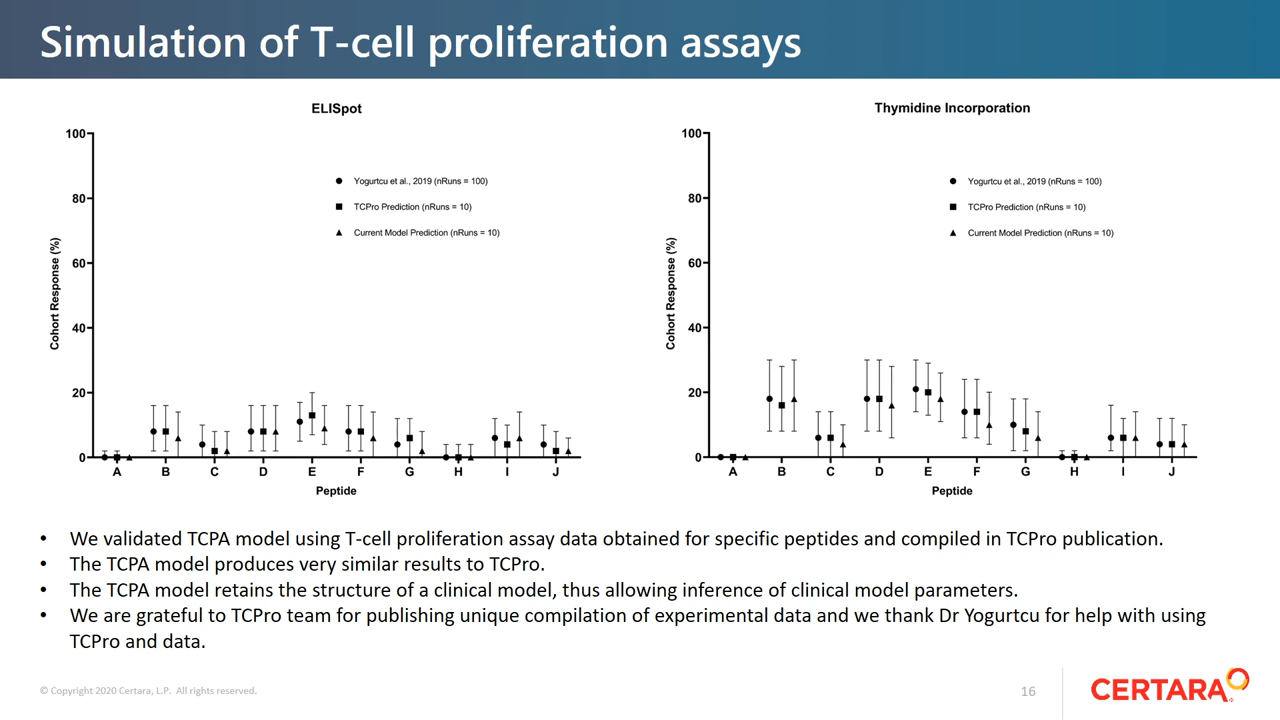 Simulation of T-cell proliferation assays
ELISpot
100
80
60
40
20
0
Cohort Response (%)
Yogurtcu et al., 2019 (nRuns = 100)
TCPro Prediction (nRuns = 10)
Current Model Prediction (nRuns = 10)
A B C D E F G H I J
Peptide
Thymidine Incorporation
100
80
60
40
20
0
Cohort Response (%)
Yogurtcu et al., 2019 (nRuns = 100)
TCPro Prediction (nRuns = 10)
Current Model Prediction (nRuns = 10)
A B C D E F G H I J
Peptide
• We validated TCPA model using T-cell proliferation assay data obtained for specific peptides and compiled in TCPro publication.
• The TCPA model produces very similar results to TCPro.
• The TCPA model retains the structure of a clinical model, thus allowing inference of clinical model parameters.
• We are grateful to TCPro team for publishing unique compilation of experimental data and we thank Dr Yogurtcu for help with using
TCPro and data.
© Copyright 2020 Certara, L.P. All rights reserved.
16
CERTARA